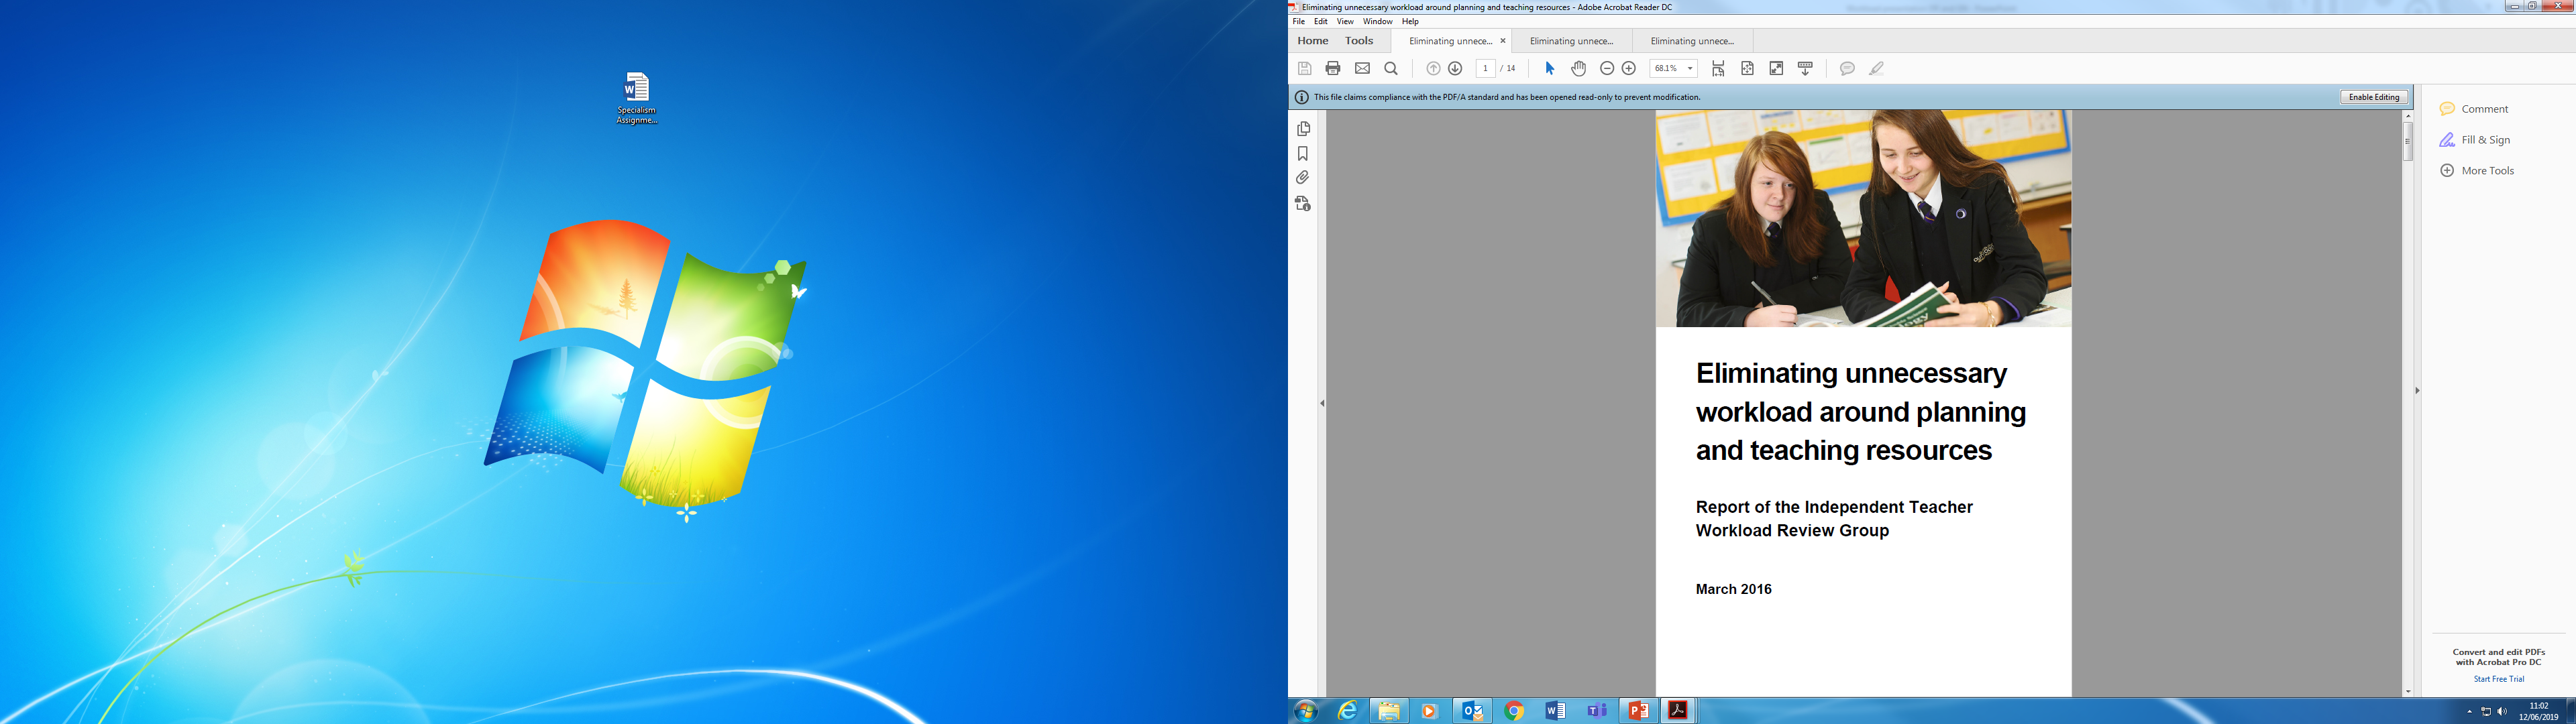 Specialism
Assignme...
Eliminating unnecessary workload around planning and teaching resources - Adobe Acrobat Reader DC
File Edit View Window Help
Home Tools Eliminating unnece... × Eliminating unnece... Eliminating unnece...
1 / 14 68.1%
This file claims compliance with the PDF/A standard and has been opened read-only to prevent modification. Enable Editing
Comment
Fill & Sign
More Tools
Eliminating unnecessary
workload around planning
and teaching resources
Report of the Independent Teacher
Workload Review Group
March 2016
Convert and edit PDFs
with Acrobat Pro DC
Start Free Trial
11:02
12/06/2019